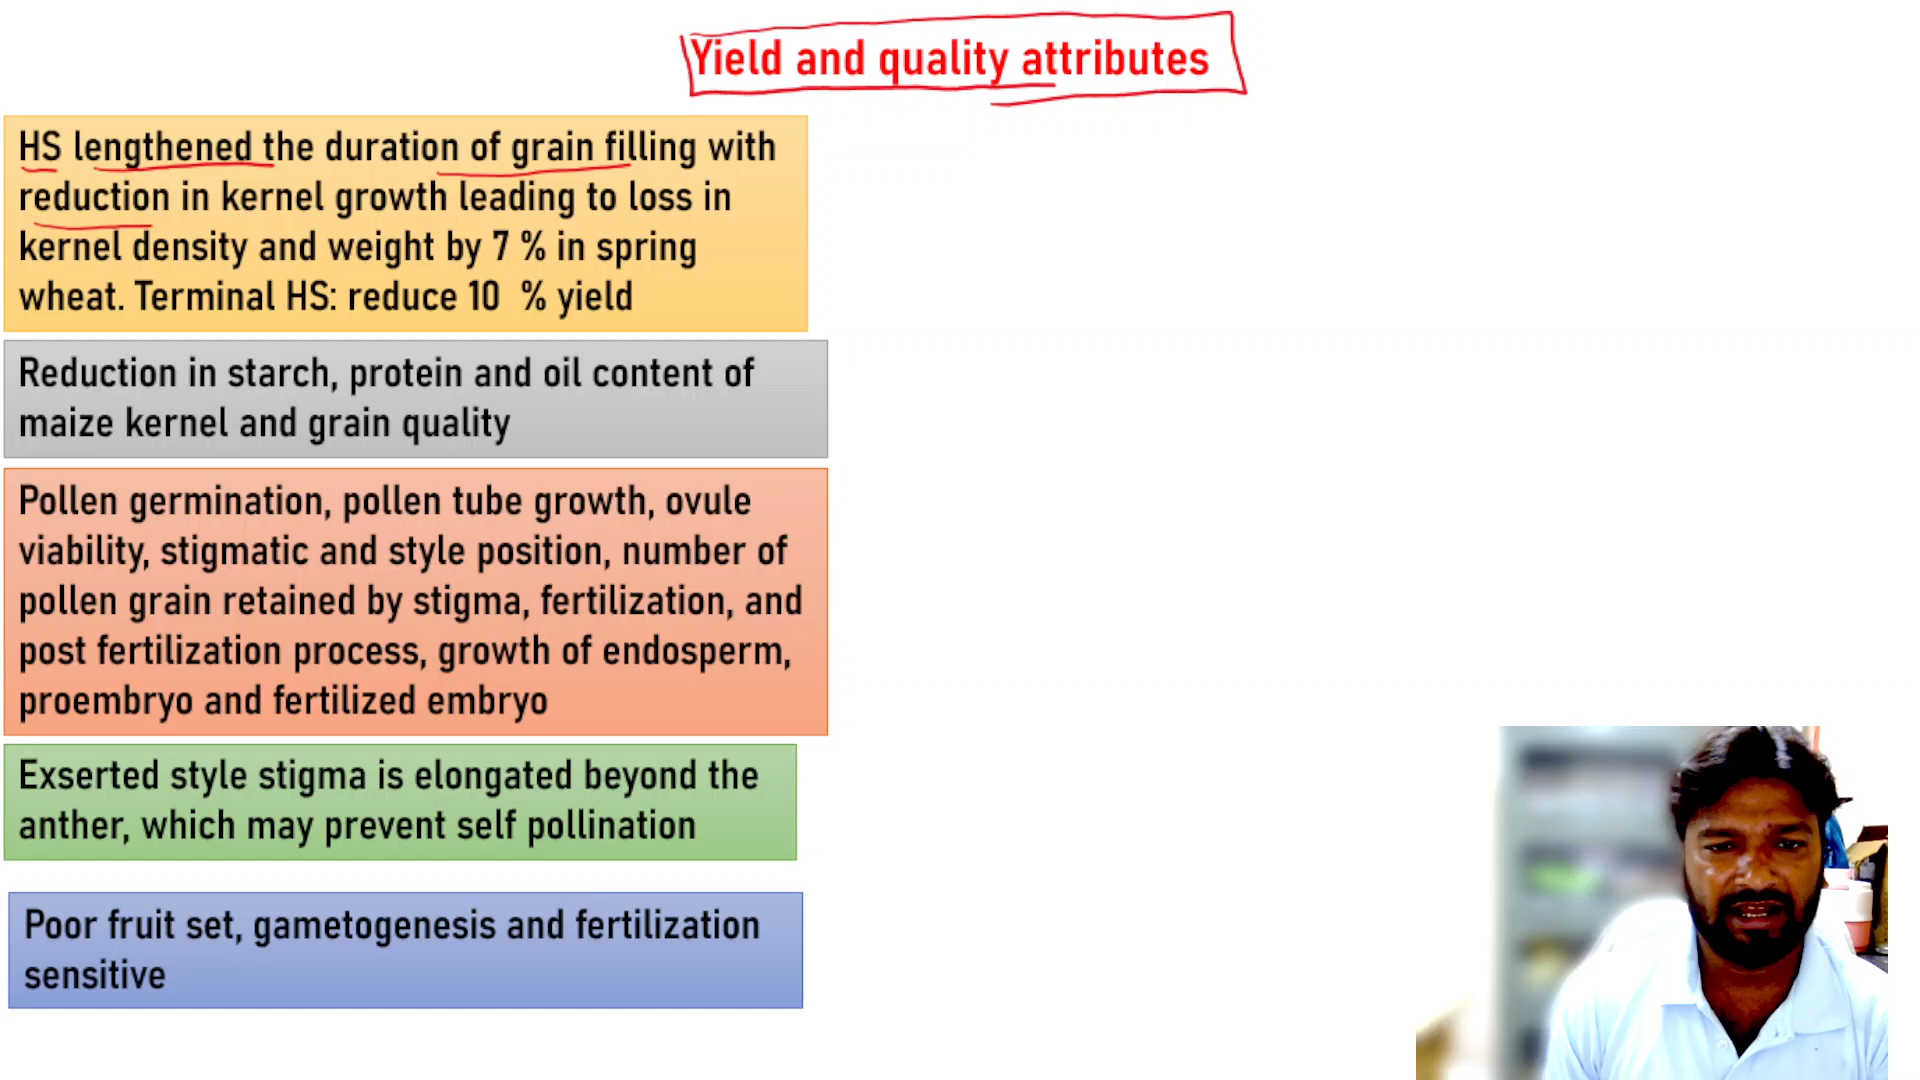 Yield and quality attributes
HS lengthened the duration of grain filling with
reduction in kernel growth leading to loss in
kernel density and weight by 7 % in spring
wheat. Terminal HS: reduce 10 % yield
Reduction in starch, protein and oil content of
maize kernel and grain quality
Pollen germination, pollen tube growth, ovule
viability, stigmatic and style position, number of
pollen grain retained by stigma, fertilization, and
post fertilization process, growth of endosperm,
proembryo and fertilized embryo
Exserted style stigma is elongated beyond the
anther, which may prevent self pollination
Poor fruit set, gametogenesis and fertilization
sensitive